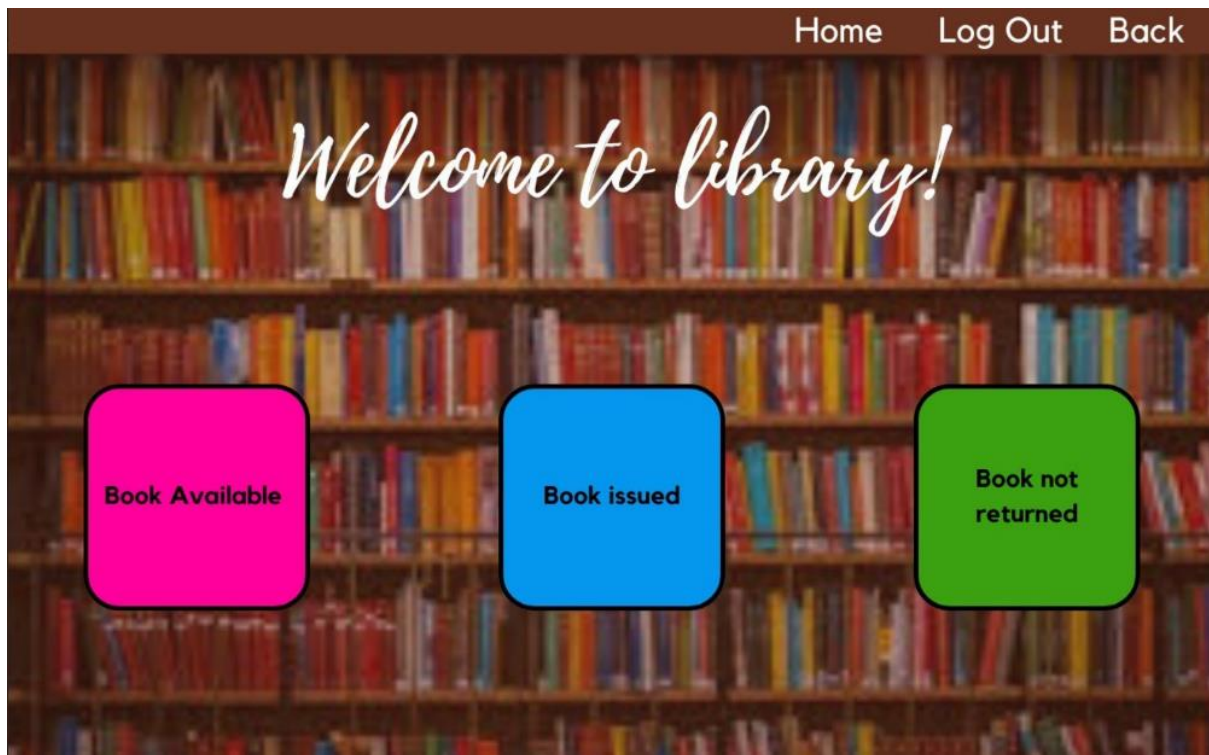 Home Log Out Back
Welcome to library!
Book Available
Book issued
Book not
returned